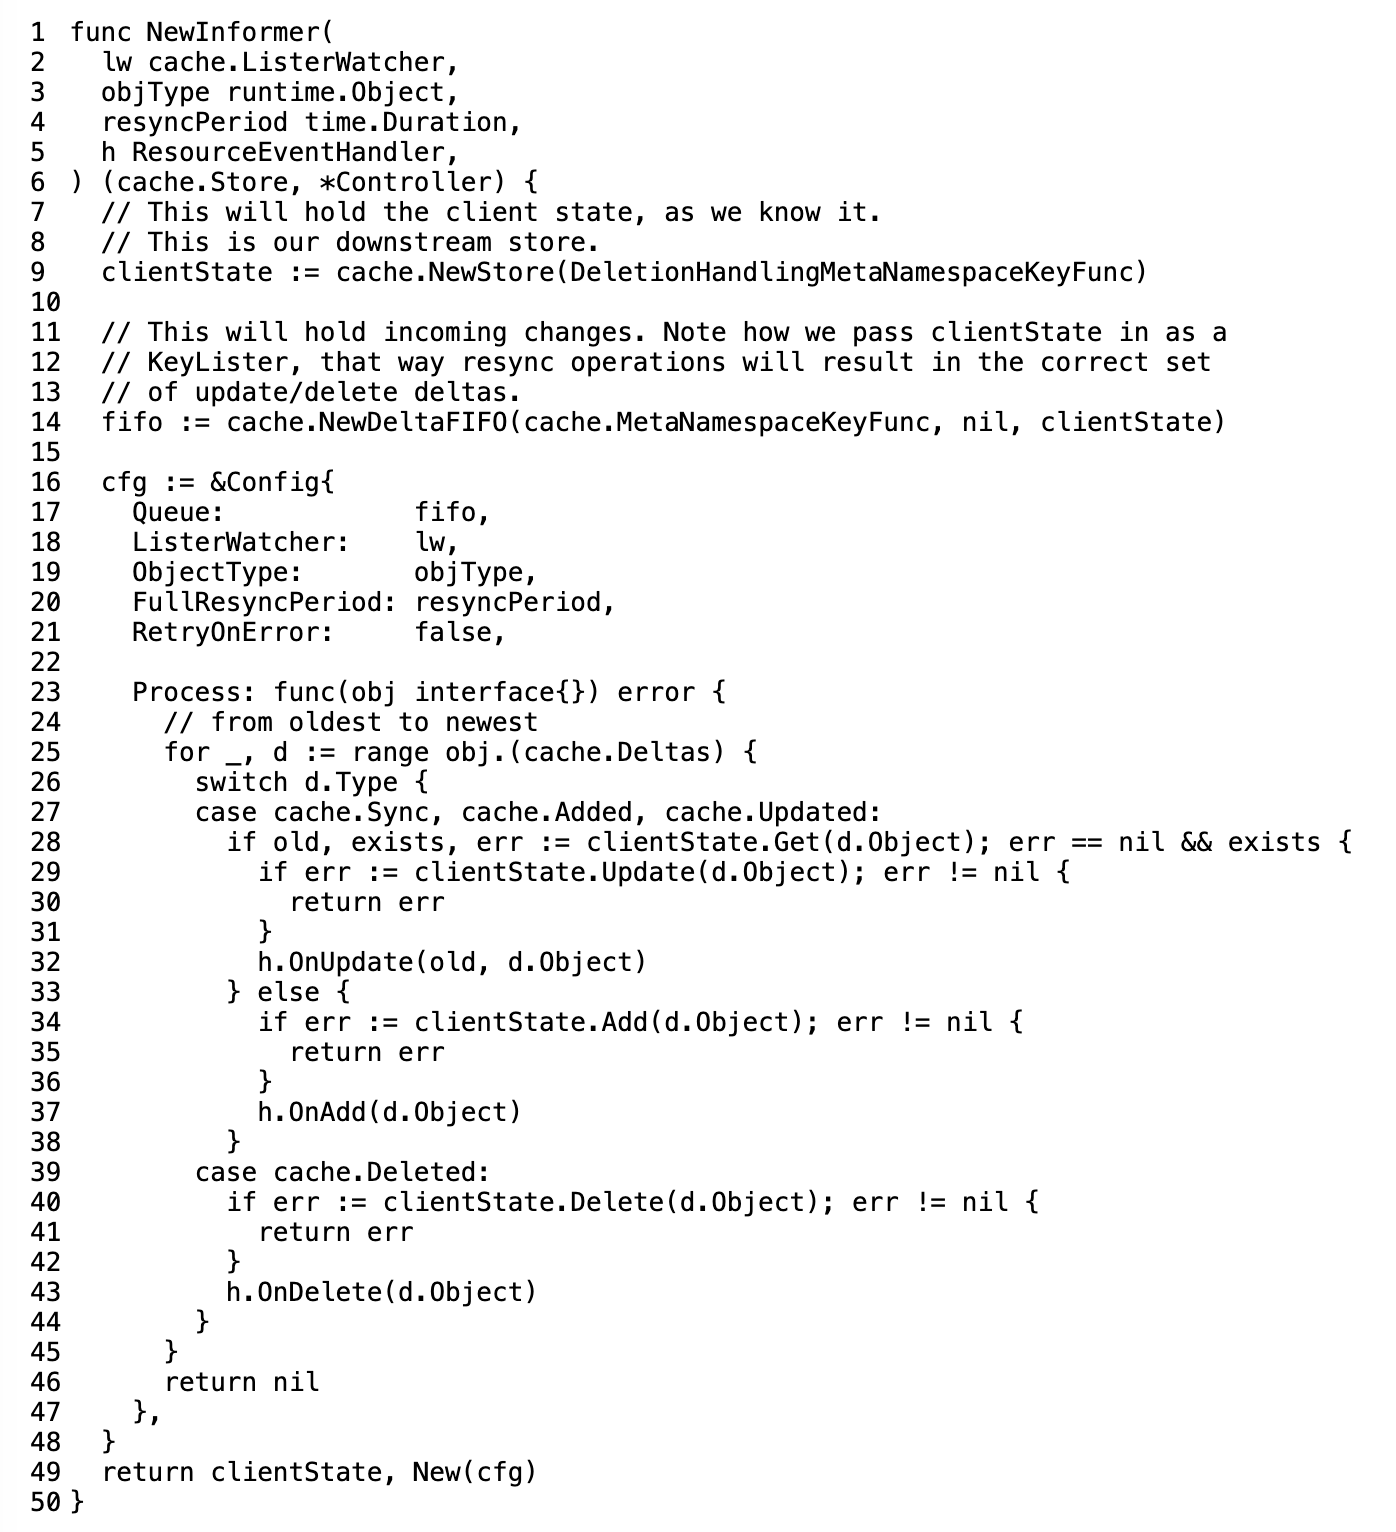 1 func NewInformer(
2   lw cache.ListerWatcher,
3   objType runtime.Object,
4   resyncPeriod time.Duration,
5   h ResourceEventHandler,
6 ) (cache.Store, *Controller) {
7   // This will hold the client state, as we know it.
8   // This is our downstream store.
9   clientState := cache.NewStore(DeletionHandlingMetaNamespaceKeyFunc)
10
11   // This will hold incoming changes. Note how we pass clientState in as a
12   // KeyLister, that way resync operations will result in the correct set
13   // of update/delete deltas.
14   fifo := cache.NewDeltaFIFO(cache.MetaNamespaceKeyFunc, nil, clientState)
15
16   cfg := &Config{
17     Queue:            fifo,
18     ListerWatcher:    lw,
19     ObjectType:       objType,
20     FullResyncPeriod: resyncPeriod,
21     RetryOnError:     false,
22
23     Process: func(obj interface{}) error {
24       // from oldest to newest
25       for _, d := range obj.(cache.Deltas) {
26         switch d.Type {
27         case cache.Sync, cache.Added, cache.Updated:
28           if old, exists, err := clientState.Get(d.Object); err == nil && exists {
29             if err := clientState.Update(d.Object); err != nil {
30               return err
31             }
32             h.OnUpdate(old, d.Object)
33           } else {
34             if err := clientState.Add(d.Object); err != nil {
35               return err
36             }
37             h.OnAdd(d.Object)
38           }
39         case cache.Deleted:
40           if err := clientState.Delete(d.Object); err != nil {
41             return err
42           }
43           h.OnDelete(d.Object)
44         }
45       }
46       return nil
47     },
48   }
49   return clientState, New(cfg)
50 }